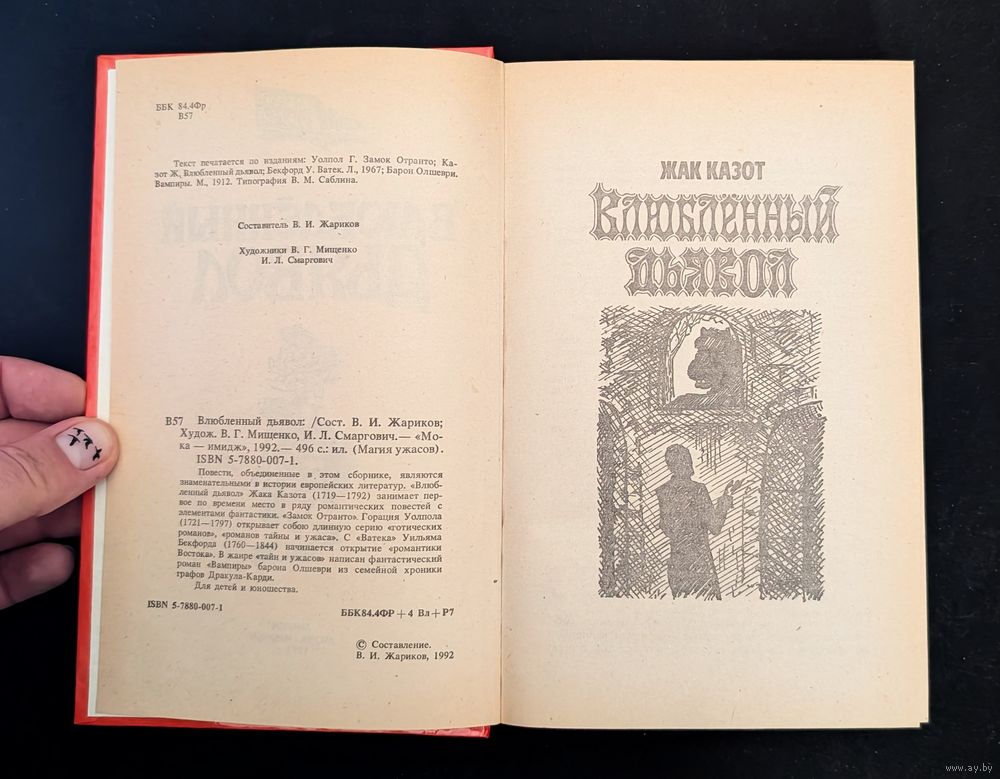 ББК 84.4Фр
В57
Текст печатается по изданиям: Уолпол Г. Замок Отранто; Ка-
зот Ж. Влюбленный дьявол; Бекфорд У. Ватек. Л., 1967; Барон Олшеври.
Вампиры. М., 1912. Типография В. М. Саблина.
Составитель В. И. Жариков
Художники В. Г. Мищенко
И. Л. Смаргович
В57 Влюбленный дьявол: /Сост. В. И. Жариков;
Худож. В. Г. Мищенко, И. Л. Смаргович.— «Мо-
ка — имидж», 1992.— 496 с.: ил. (Магия ужасов).
ISBN 5-7880-007-1.
Повести, объединенные в этом сборнике, являются
знаменательными в истории европейских литератур. «Влюб-
ленный дьявол» Жака Казота (1719—1792) занимает пер-
вое по времени место в ряду романтических повестей с
элементами фантастики. «Замок Отранто». Горация Уолпола
(1721—1797) открывает собою длинную серию «готических
романов», «романов тайны и ужаса». С «Ватека» Уильяма
Бекфорда (1760—1844) начинается открытие «романтики
Востока». В жанре «тайн и ужасов» написан фантастический
роман «Вампиры» барона Олшеври из семейной хроники
графов Дракула-Карди.
Для детей и юношества.
ISBN 5-7880-007-1
ББК84.4ФР+4 Вл+Р7
© Составление.
В. И. Жариков, 1992
ЖАК КАЗОТ
ВЛЮБЛЕННЫЙ
ДЬЯВОЛ
www.ay.by